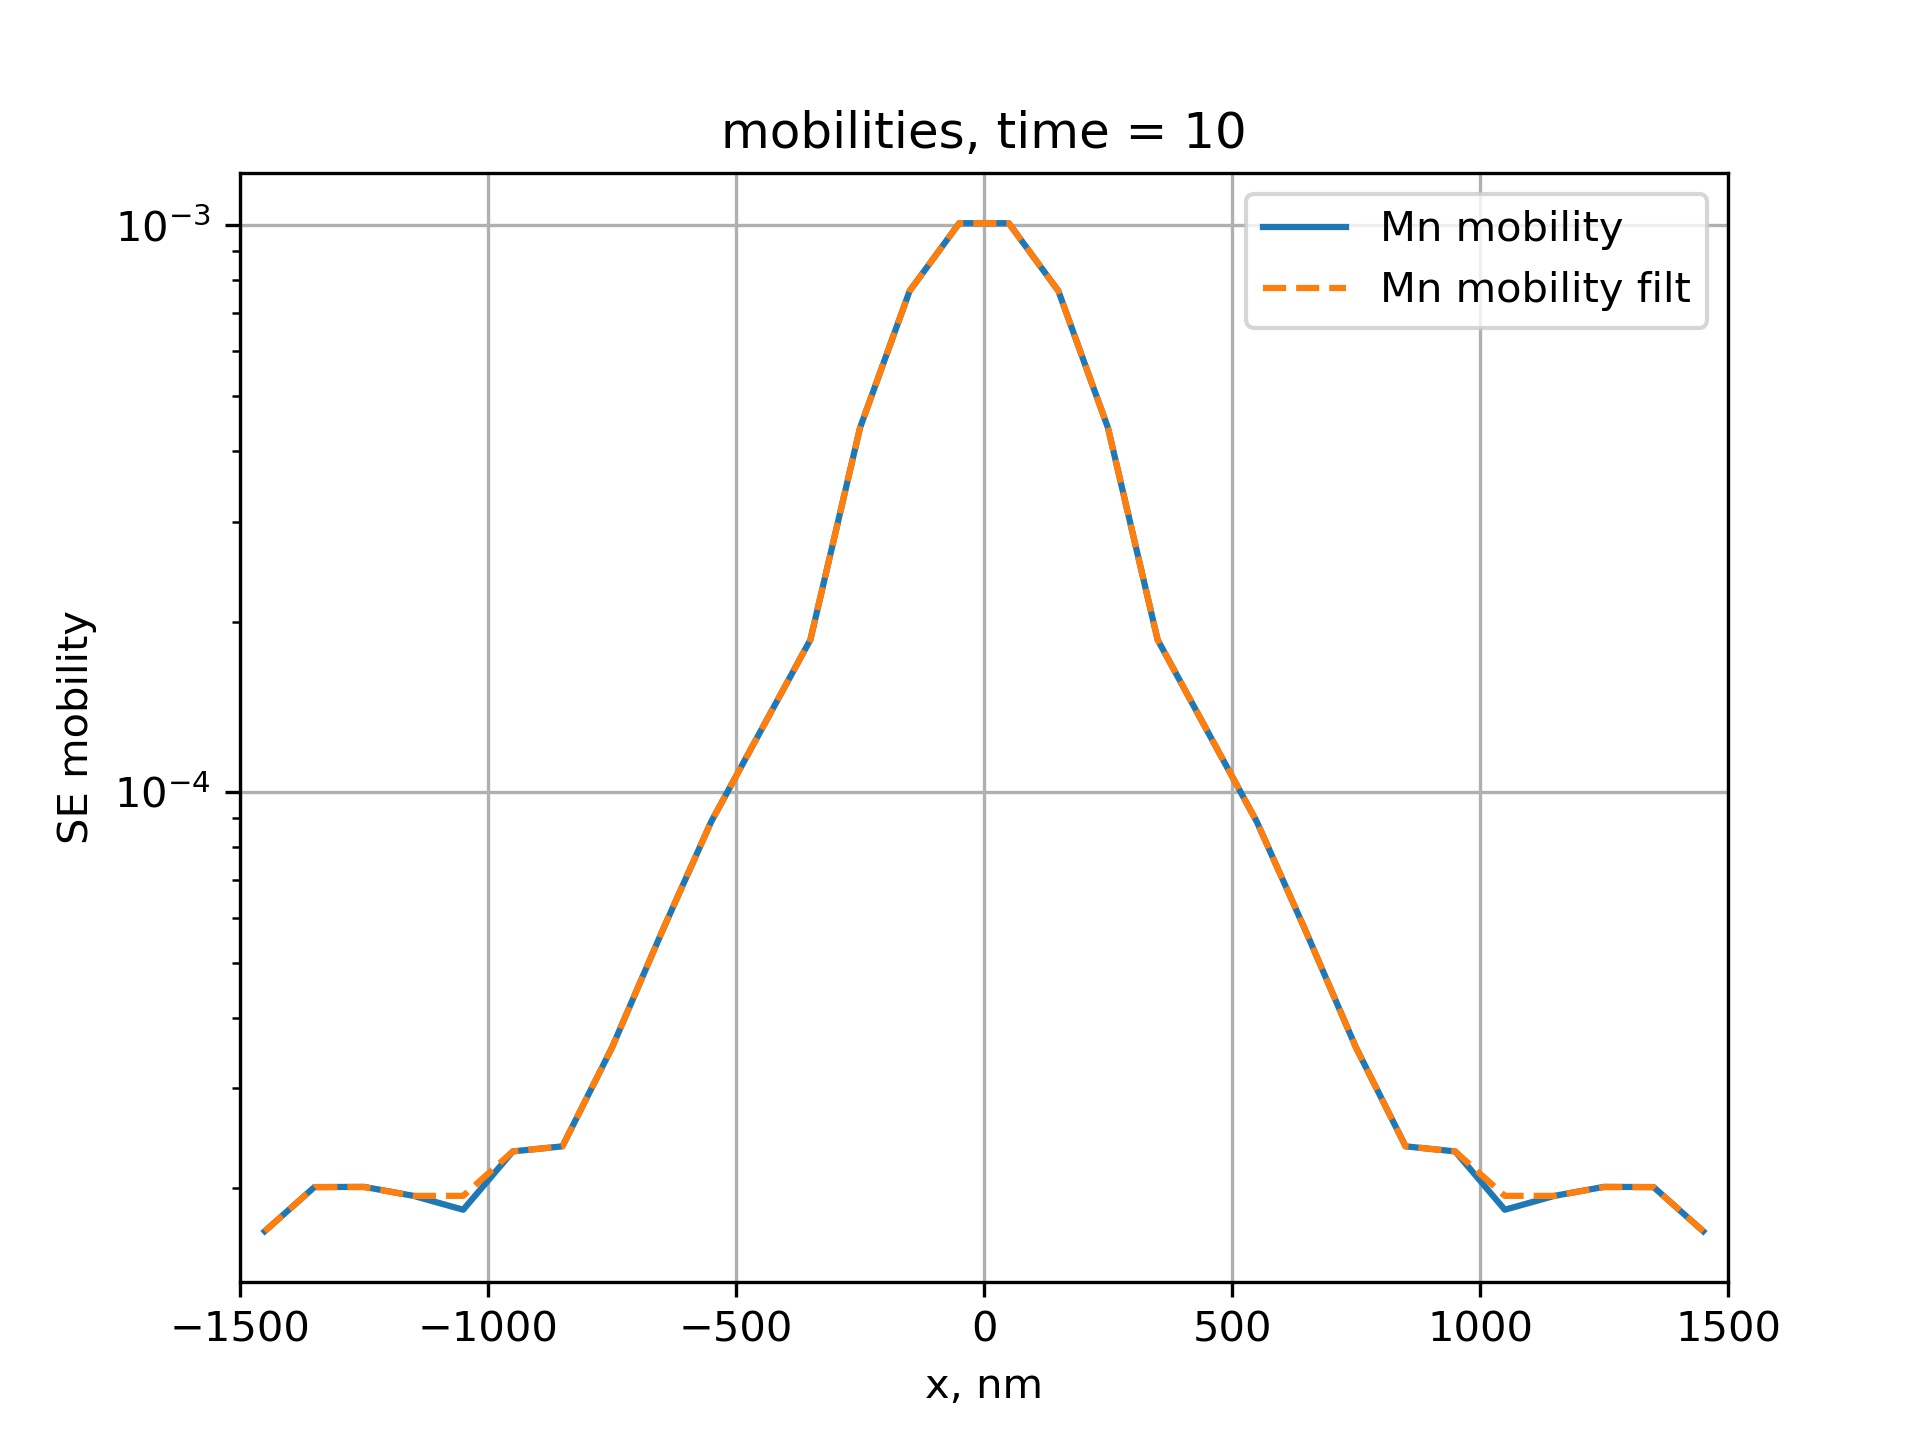 mobilities, time = 10
Mn mobility
Mn mobility filt
10⁻³
10⁻⁴
SE mobility
−1500 −1000 −500 0 500 1000 1500
x, nm